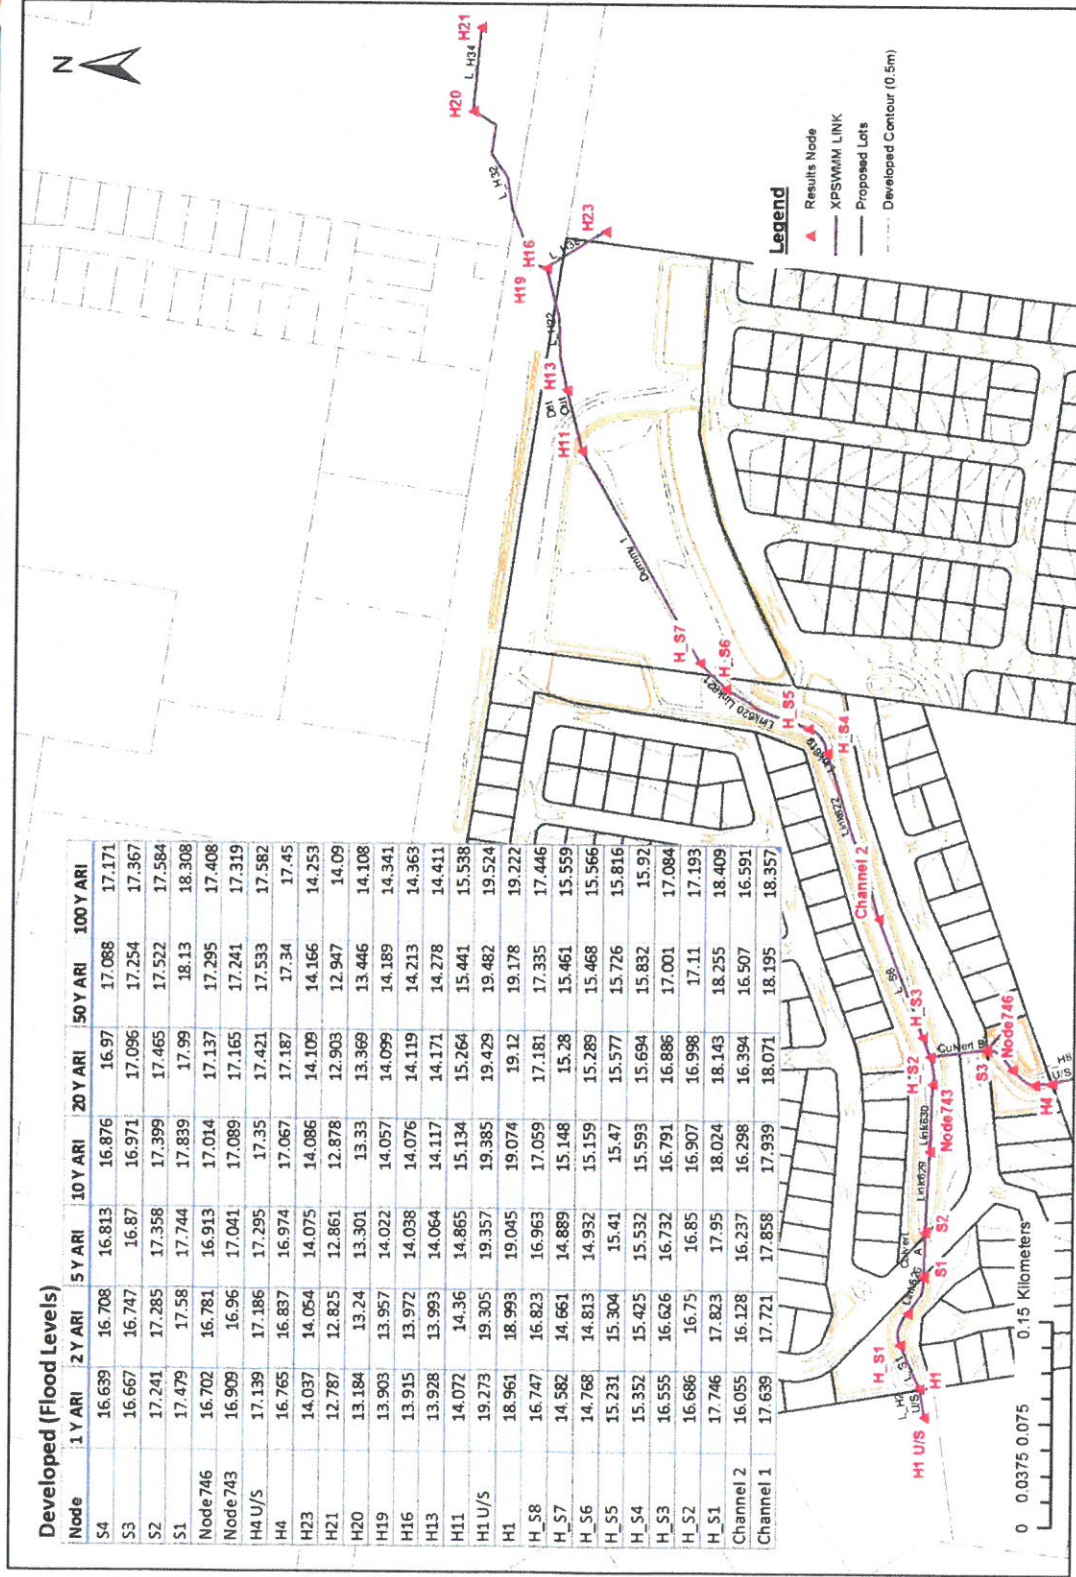 Developed (Flood Levels)
Node 1 Y ARI 2 Y ARI 5 Y ARI 10 Y ARI 20 Y ARI 50 Y ARI 100 Y ARI
S4 16.639 16.708 16.813 16.876 16.97 17.088 17.171
S3 16.667 16.747 16.87 16.971 17.096 17.254 17.367
S2 17.241 17.285 17.358 17.399 17.465 17.522 17.584
S1 17.479 17.58 17.744 17.839 17.99 18.13 18.308
Node746 16.702 16.781 16.913 17.014 17.137 17.295 17.408
Node743 16.909 16.96 17.041 17.089 17.165 17.241 17.319
H4 U/S 17.139 17.186 17.295 17.35 17.421 17.533 17.582
H4 16.765 16.837 16.974 17.067 17.187 17.34 17.45
H23 14.037 14.054 14.075 14.086 14.109 14.166 14.253
H21 12.787 12.825 12.861 12.878 12.903 12.947 14.09
H20 13.184 13.24 13.301 13.33 13.369 13.446 14.108
H19 13.903 13.957 14.022 14.057 14.099 14.189 14.341
H16 13.915 13.972 14.038 14.076 14.119 14.213 14.363
H13 13.928 13.993 14.064 14.117 14.171 14.278 14.411
H11 14.072 14.36 14.865 15.134 15.264 15.441 15.538
H1 U/S 19.273 19.305 19.357 19.385 19.429 19.482 19.524
H1 18.961 18.993 19.045 19.074 19.12 19.178 19.222
H_S8 16.747 16.823 16.963 17.059 17.181 17.335 17.446
H_S7 14.582 14.661 14.889 15.148 15.28 15.461 15.559
H_S6 14.768 14.813 14.932 15.159 15.289 15.468 15.566
H_S5 15.231 15.304 15.41 15.47 15.577 15.726 15.816
H_S4 15.352 15.425 15.532 15.593 15.694 15.832 15.92
H_S3 16.555 16.626 16.732 16.791 16.886 17.001 17.084
H_S2 16.686 16.75 16.85 16.907 16.998 17.11 17.193
H_S1 17.746 17.823 17.95 18.024 18.143 18.255 18.409
Channel 2 16.055 16.128 16.237 16.298 16.394 16.507 16.591
Channel 1 17.639 17.721 17.858 17.939 18.071 18.195 18.357
N
H21
L_H34
H20
L_H32
H16
H19
L_H38
H23
L_H22
H13
Det
Out
H11
Dummy 1
H_S7
H_S6
Link621
Link620
H_S5
Link619
H_S4
Link622
Channel 2
L_S8
H_S3
H_S2
Culvert B
Node746
S3
H8
U/S
H4
Link630
Node743
Link629
S2
Culvert
A
S1
Link626
H_S1
L_S1
H1
L_H2
U/S
H1 U/S
Legend
Results Node
XPSWMM LINK
Proposed Lots
Developed Contour (0.5m)
0 0.0375 0.075 0.15 Kilometers